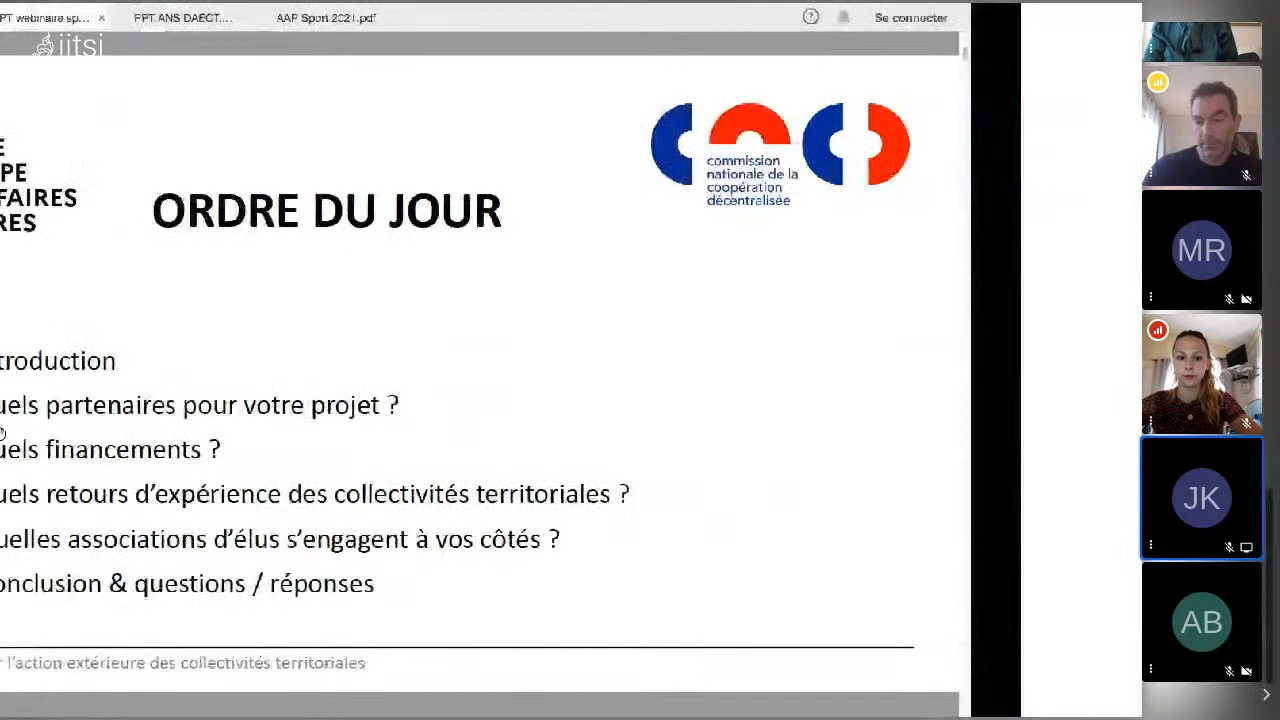 PT webinaire sp... × PPT ANS DAECT.... AAP Sport 2021.pdf Se connecter
jitsi
E
PE
FAIRES
RES
ORDRE DU JOUR
commission
nationale de la
coopération
décentralisée
troduction
uels partenaires pour votre projet ?
uels financements ?
uels retours d'expérience des collectivités territoriales ?
uelles associations d'élus s'engagent à vos côtés ?
onclusion & questions / réponses
r l'action extérieure des collectivités territoriales
MR
JK
AB